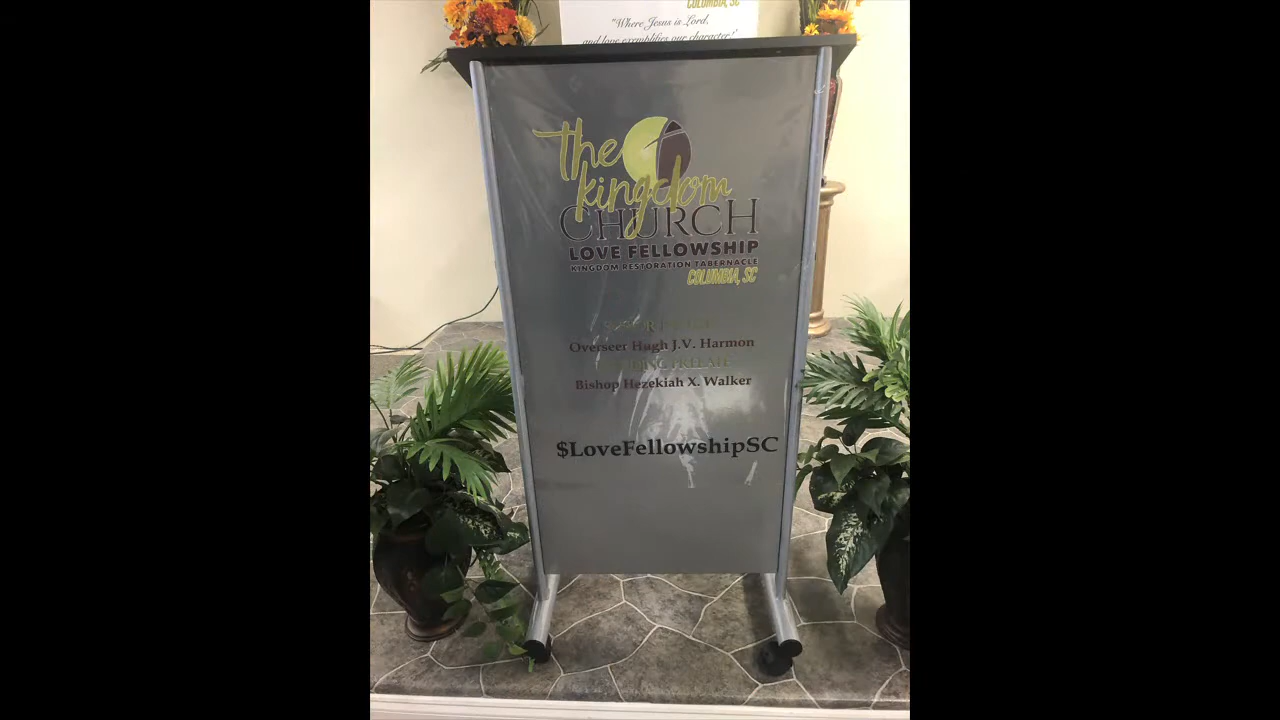 COLUMBIA, SC
"Where Jesus is Lord,
and love exemplifies our character!"
the
kingdom
CHURCH
LOVE FELLOWSHIP
KINGDOM RESTORATION TABERNACLE
COLUMBIA, SC
Overseer Hugh J.V. Harmon
PRELATE
Bishop Hezekiah X. Walker
$LoveFellowshipSC